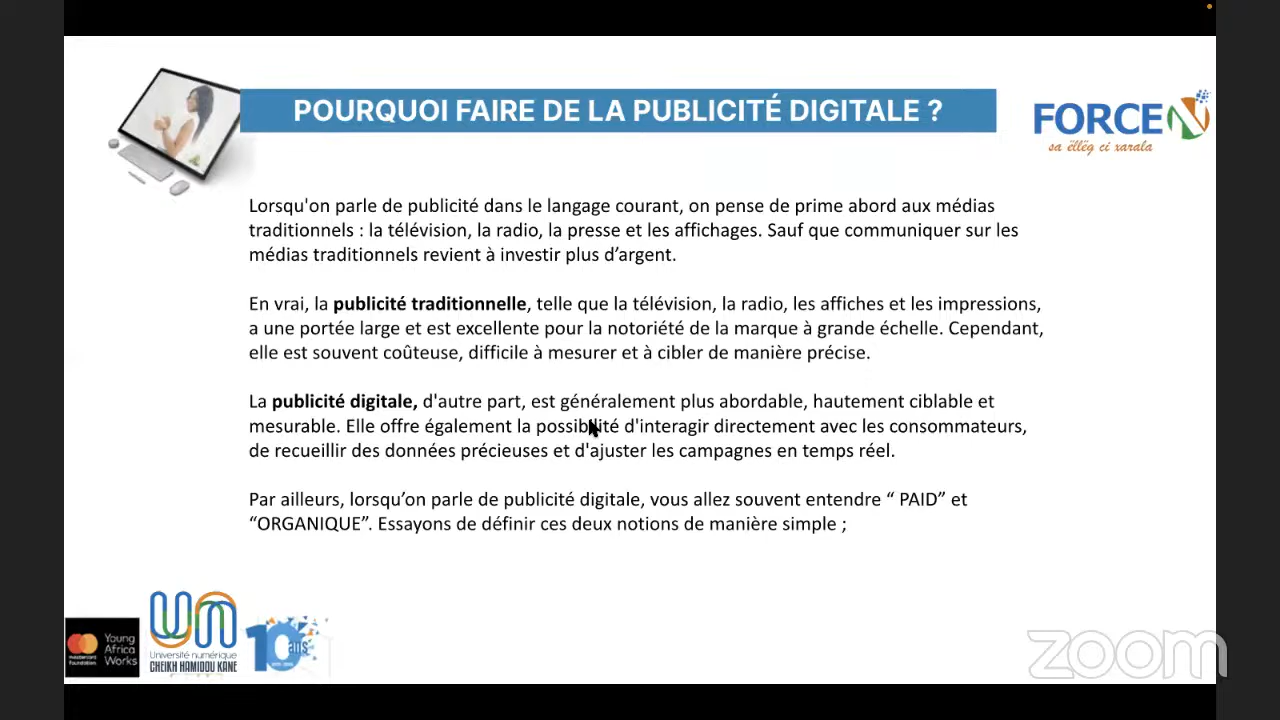 POURQUOI FAIRE DE LA PUBLICITÉ DIGITALE ?
FORCEN
sa ëllëg ci xarala
Lorsqu'on parle de publicité dans le langage courant, on pense de prime abord aux médias
traditionnels : la télévision, la radio, la presse et les affichages. Sauf que communiquer sur les
médias traditionnels revient à investir plus d’argent.
En vrai, la publicité traditionnelle, telle que la télévision, la radio, les affiches et les impressions,
a une portée large et est excellente pour la notoriété de la marque à grande échelle. Cependant,
elle est souvent coûteuse, difficile à mesurer et à cibler de manière précise.
La publicité digitale, d'autre part, est généralement plus abordable, hautement ciblable et
mesurable. Elle offre également la possibilité d'interagir directement avec les consommateurs,
de recueillir des données précieuses et d'ajuster les campagnes en temps réel.
Par ailleurs, lorsqu’on parle de publicité digitale, vous allez souvent entendre “ PAID” et
“ORGANIQUE”. Essayons de définir ces deux notions de manière simple ;
mastercard
Foundation
Young
Africa
Works
un
Université numérique
CHEIKH HAMIDOU KANE
10 ans
zoom